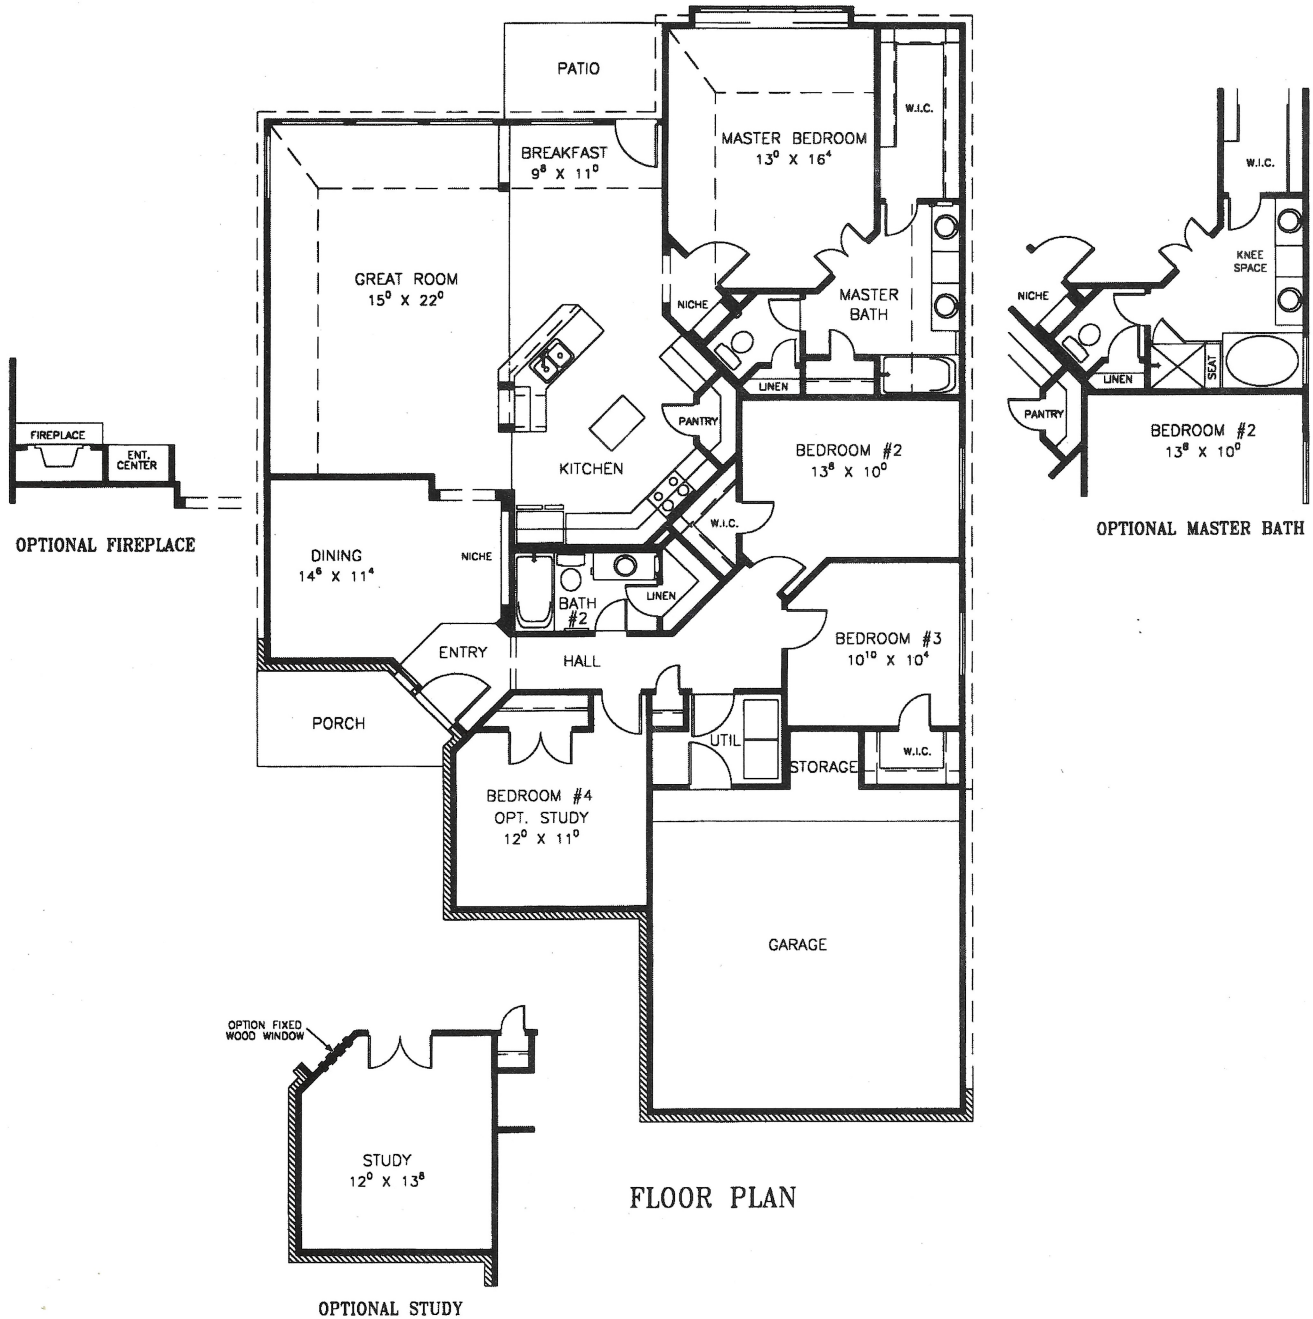 PATIO
BREAKFAST
9⁸ X 11⁰
MASTER BEDROOM
13⁰ X 16⁴
W.I.C.
W.I.C.
GREAT ROOM
15⁰ X 22⁰
NICHE
MASTER
BATH
KNEE
SPACE
NICHE
LINEN
SEAT
LINEN
PANTRY
PANTRY
FIREPLACE
ENT.
CENTER
KITCHEN
BEDROOM #2
13⁸ X 10⁰
BEDROOM #2
13⁸ X 10⁰
W.I.C.
OPTIONAL MASTER BATH
OPTIONAL FIREPLACE
DINING
14⁶ X 11⁴
NICHE
LINEN
BATH
#2
ENTRY
HALL
BEDROOM #3
10¹⁰ X 10⁴
PORCH
UTIL
STORAGE
W.I.C.
BEDROOM #4
OPT. STUDY
12⁰ X 11⁰
GARAGE
OPTION FIXED
WOOD WINDOW
STUDY
12⁰ X 13⁸
FLOOR PLAN
OPTIONAL STUDY